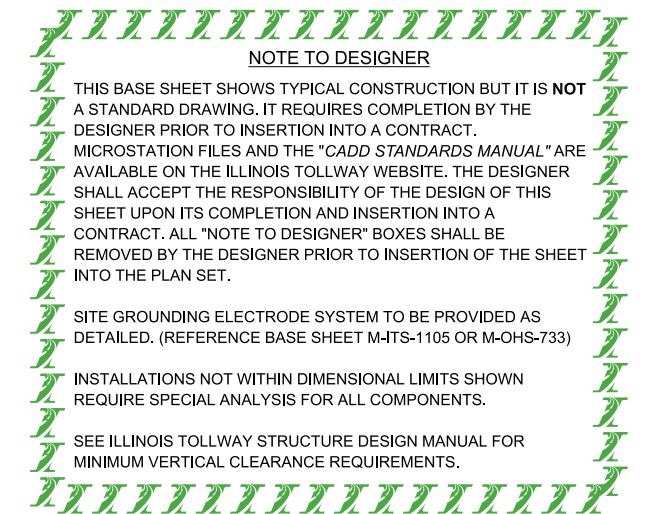 NOTE TO DESIGNER
THIS BASE SHEET SHOWS TYPICAL CONSTRUCTION BUT IT IS NOT
A STANDARD DRAWING. IT REQUIRES COMPLETION BY THE
DESIGNER PRIOR TO INSERTION INTO A CONTRACT.
MICROSTATION FILES AND THE "CADD STANDARDS MANUAL" ARE
AVAILABLE ON THE ILLINOIS TOLLWAY WEBSITE. THE DESIGNER
SHALL ACCEPT THE RESPONSIBILITY OF THE DESIGN OF THIS
SHEET UPON ITS COMPLETION AND INSERTION INTO A
CONTRACT. ALL "NOTE TO DESIGNER" BOXES SHALL BE
REMOVED BY THE DESIGNER PRIOR TO INSERTION OF THE SHEET
INTO THE PLAN SET.
SITE GROUNDING ELECTRODE SYSTEM TO BE PROVIDED AS
DETAILED. (REFERENCE BASE SHEET M-ITS-1105 OR M-OHS-733)
INSTALLATIONS NOT WITHIN DIMENSIONAL LIMITS SHOWN
REQUIRE SPECIAL ANALYSIS FOR ALL COMPONENTS.
SEE ILLINOIS TOLLWAY STRUCTURE DESIGN MANUAL FOR
MINIMUM VERTICAL CLEARANCE REQUIREMENTS.